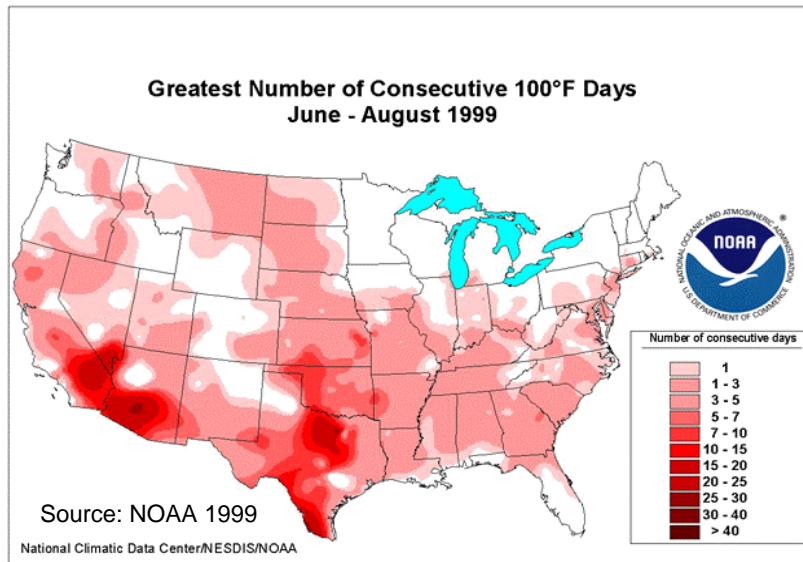 Greatest Number of Consecutive 100°F Days
June - August 1999
NATIONAL OCEANIC AND ATMOSPHERIC ADMINISTRATION
NOAA
U.S. DEPARTMENT OF COMMERCE
®
Number of consecutive days
1
1 - 3
3 - 5
5 - 7
7 - 10
10 - 15
15 - 20
20 - 25
25 - 30
30 - 40
> 40
Source: NOAA 1999
National Climatic Data Center/NESDIS/NOAA